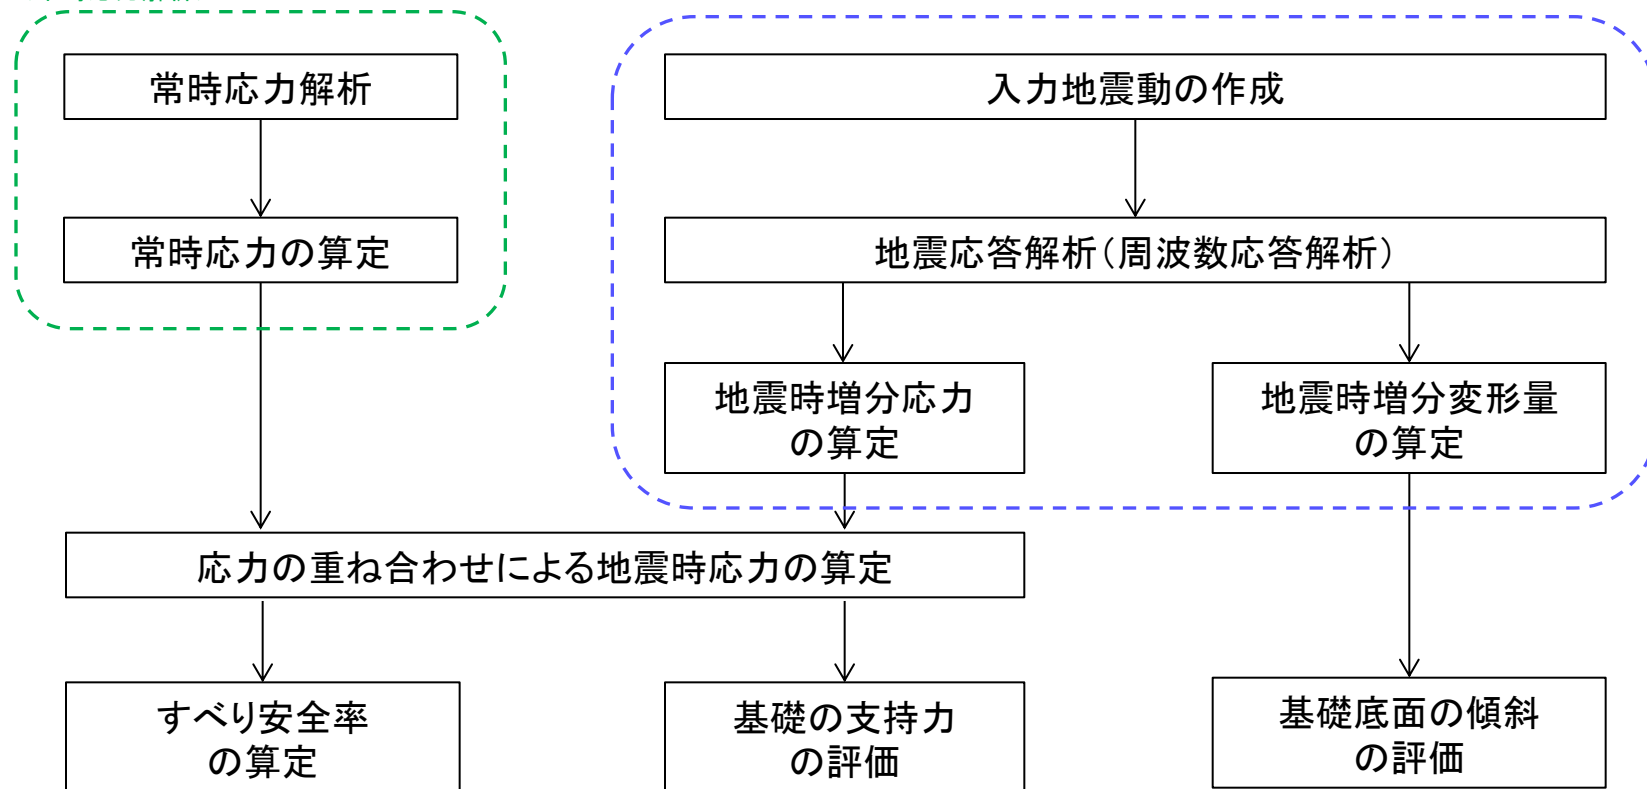 常時応力解析
入力地震動の作成
常時応力の算定
地震応答解析(周波数応答解析)
地震時増分応力
の算定
地震時増分変形量
の算定
応力の重ね合わせによる地震時応力の算定
すべり安全率
の算定
基礎の支持力
の評価
基礎底面の傾斜
の評価